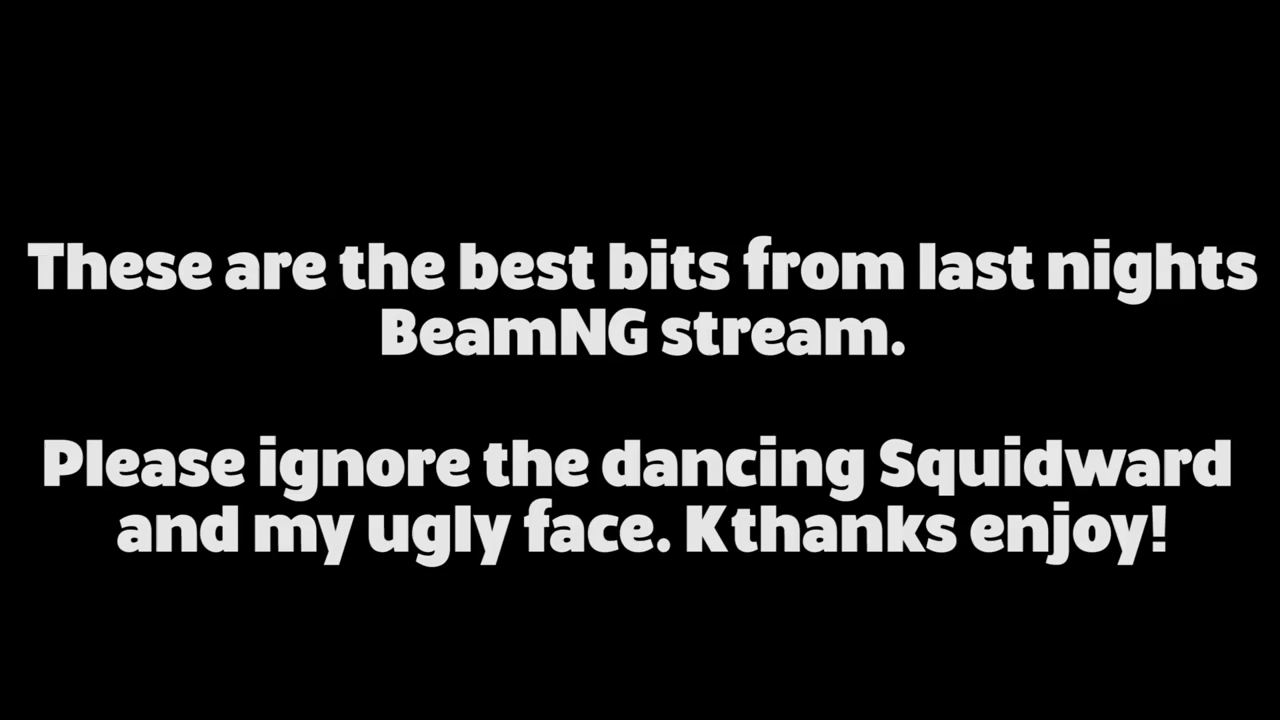 These are the best bits from last nights
BeamNG stream.
Please ignore the dancing Squidward
and my ugly face. Kthanks enjoy!